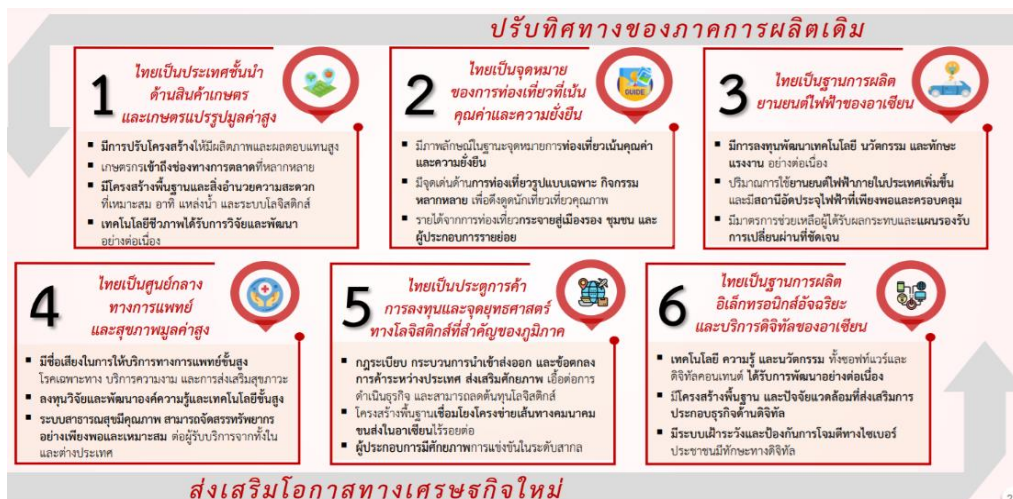 ปรับทิศทางของภาคการผลิตเดิม
1
ไทยเป็นประเทศชั้นนำ
ด้านสินค้าเกษตร
และเกษตรแปรรูปมูลค่าสูง
▪ มีการปรับโครงสร้างให้มีผลิตภาพและผลตอบแทนสูง
▪ เกษตรกรเข้าถึงช่องทางการตลาดที่หลากหลาย
▪ มีโครงสร้างพื้นฐานและสิ่งอำนวยความสะดวก
ที่เหมาะสม อาทิ แหล่งน้ำ และระบบโลจิสติกส์
▪ เทคโนโลยีชีวภาพได้รับการวิจัยและพัฒนา
อย่างต่อเนื่อง
2
ไทยเป็นจุดหมาย
ของการท่องเที่ยวที่เน้น
คุณค่าและความยั่งยืน
GUIDE
▪ มีภาพลักษณ์ในฐานะจุดหมายการท่องเที่ยวเน้นคุณค่า
และความยั่งยืน
▪ มีจุดเด่นด้านการท่องเที่ยวรูปแบบเฉพาะ กิจกรรม
หลากหลาย เพื่อดึงดูดนักเที่ยวเที่ยวคุณภาพ
▪ รายได้จากการท่องเที่ยวกระจายสู่เมืองรอง ชุมชน และ
ผู้ประกอบการรายย่อย
3
ไทยเป็นฐานการผลิต
ยานยนต์ไฟฟ้าของอาเซียน
▪ มีการลงทุนพัฒนาเทคโนโลยี นวัตกรรม และทักษะ
แรงงาน อย่างต่อเนื่อง
▪ ปริมาณการใช้ยานยนต์ไฟฟ้าภายในประเทศเพิ่มขึ้น
และมีสถานีอัดประจุไฟฟ้าที่เพียงพอและครอบคลุม
▪ มีมาตรการช่วยเหลือผู้ได้รับผลกระทบและแผนรองรับ
การเปลี่ยนผ่านที่ชัดเจน
4
ไทยเป็นศูนย์กลาง
ทางการแพทย์
และสุขภาพมูลค่าสูง
▪ มีชื่อเสียงในการให้บริการทางการแพทย์ขั้นสูง
โรคเฉพาะทาง บริการความงาม และการส่งเสริมสุขภาวะ
▪ ลงทุนวิจัยและพัฒนาองค์ความรู้และเทคโนโลยีขั้นสูง
▪ ระบบสาธารณสุขมีคุณภาพ สามารถจัดสรรทรัพยากร
อย่างเพียงพอและเหมาะสม ต่อผู้รับบริการจากทั้งใน
และต่างประเทศ
5
ไทยเป็นประตูการค้า
การลงทุนและจุดยุทธศาสตร์
ทางโลจิสติกส์ที่สำคัญของภูมิภาค
▪ กฎระเบียบ กระบวนการนำเข้าส่งออก และข้อตกลง
การค้าระหว่างประเทศ ส่งเสริมศักยภาพ เอื้อต่อการ
ดำเนินธุรกิจ และสามารถลดต้นทุนโลจิสติกส์
▪ โครงสร้างพื้นฐานเชื่อมโยงโครงข่ายเส้นทางคมนาคม
ขนส่งในอาเซียนไร้รอยต่อ
▪ ผู้ประกอบการมีศักยภาพการแข่งขันในระดับสากล
6
ไทยเป็นฐานการผลิต
อิเล็กทรอนิกส์อัจฉริยะ
และบริการดิจิทัลของอาเซียน
▪ เทคโนโลยี ความรู้ และนวัตกรรม ทั้งซอฟท์แวร์และ
ดิจิทัลคอนเทนต์ ได้รับการพัฒนาอย่างต่อเนื่อง
▪ มีโครงสร้างพื้นฐาน และปัจจัยแวดล้อมที่ส่งเสริมการ
ประกอบธุรกิจด้านดิจิทัล
▪ มีระบบเฝ้าระวังและป้องกันการโจมตีทางไซเบอร์
ประชาชนมีทักษะทางดิจิทัล
ส่งเสริมโอกาสทางเศรษฐกิจใหม่
2